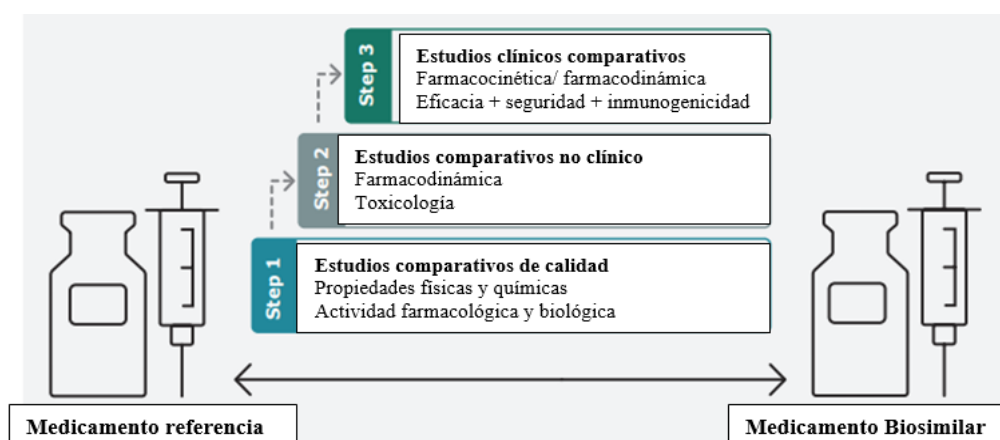 Step 3
Estudios clínicos comparativos
Farmacocinética/ farmacodinámica
Eficacia + seguridad + inmunogenicidad
Step 2
Estudios comparativos no clínico
Farmacodinámica
Toxicología
Step 1
Estudios comparativos de calidad
Propiedades físicas y químicas
Actividad farmacológica y biológica
Medicamento referencia
Medicamento Biosimilar